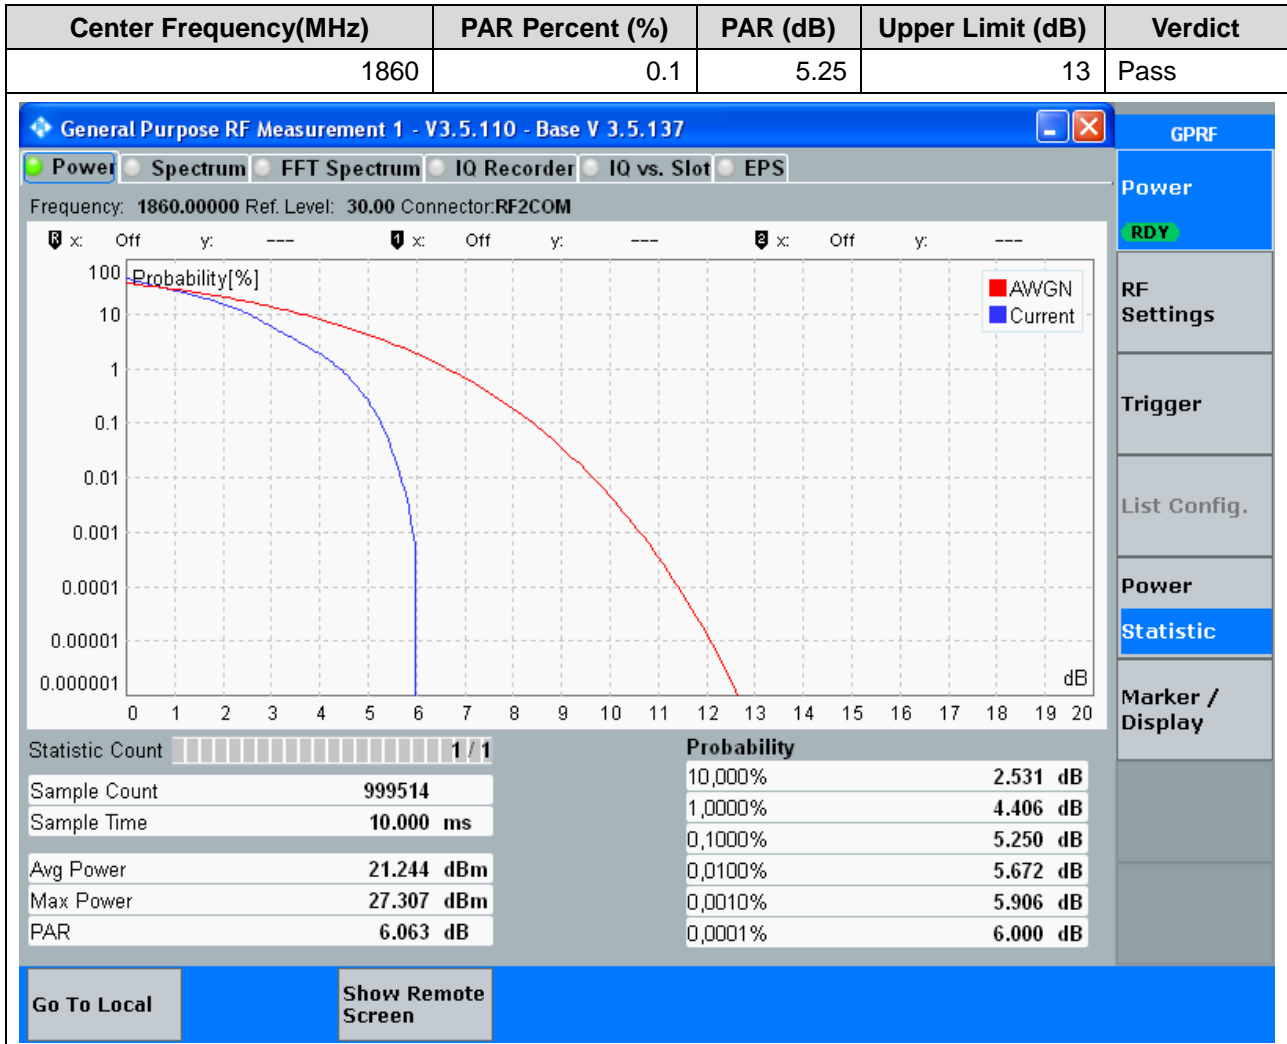 Center Frequency(MHz) PAR Percent (%) PAR (dB) Upper Limit (dB) Verdict
1860 0.1 5.25 13 Pass
General Purpose RF Measurement 1 - V3.5.110 - Base V 3.5.137
GPRF
Power Spectrum FFT Spectrum IQ Recorder IQ vs. Slot EPS
Power
RDY
Frequency: 1860.00000 Ref. Level: 30.00 Connector:RF2COM
R x: Off y: --- 1 x: Off y: --- 2 x: Off y: ---
Probability[%]
AWGN
Current
100
10
1
0.1
0.01
0.001
0.0001
0.00001
0.000001
dB
0 1 2 3 4 5 6 7 8 9 10 11 12 13 14 15 16 17 18 19 20
RF
Settings
Trigger
List Config.
Power
Statistic
Marker /
Display
Statistic Count 1 / 1
Sample Count 999514
Sample Time 10.000 ms
Avg Power 21.244 dBm
Max Power 27.307 dBm
PAR 6.063 dB
Probability
10,000% 2.531 dB
1,0000% 4.406 dB
0,1000% 5.250 dB
0,0100% 5.672 dB
0,0010% 5.906 dB
0,0001% 6.000 dB
Go To Local
Show Remote
Screen